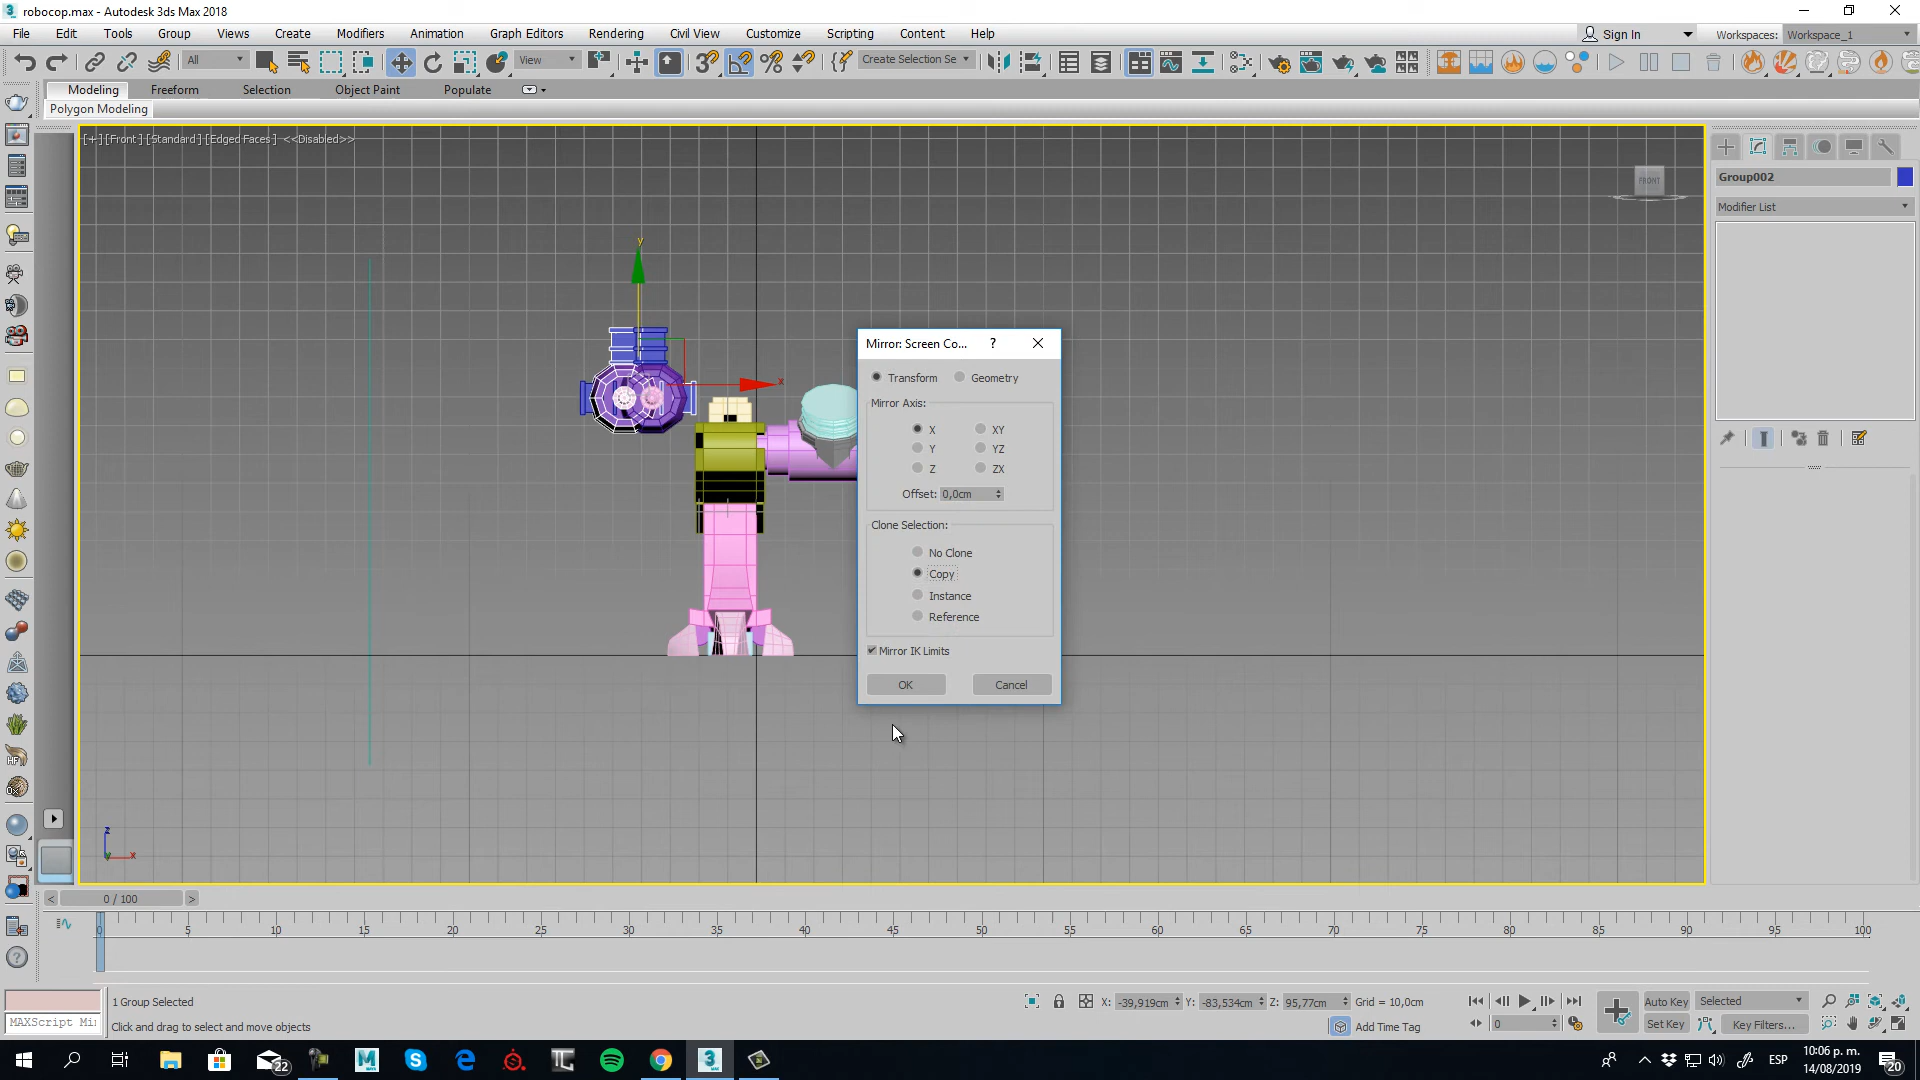 robocop.max - Autodesk 3ds Max 2018
File Edit Tools Group Views Create Modifiers Animation Graph Editors Rendering Civil View Customize Scripting Content Help
Sign In Workspaces: Workspace_1
All View Create Selection Se
Modeling Freeform Selection Object Paint Populate
Polygon Modeling
[+] [Front] [Standard] [Edged Faces] <<Disabled>>
FRONT
Group002
Modifier List
y
x
Mirror: Screen Co... ?
Transform Geometry
Mirror Axis:
X XY
Y YZ
Z ZX
Offset: 0,0cm
Clone Selection:
No Clone
Copy
Instance
Reference
Mirror IK Limits
OK Cancel
z
x
0 / 100
0 5 10 15 20 25 30 35 40 45 50 55 60 65 70 75 80 85 90 95 100
1 Group Selected
X: -39,919cm Y: -83,534cm Z: 95,77cm Grid = 10,0cm
Auto Key Selected
MAXScript Mi
Click and drag to select and move objects
Add Time Tag
0
Set Key Key Filters...
22
ESP
10:06 p. m.
14/08/2019
20